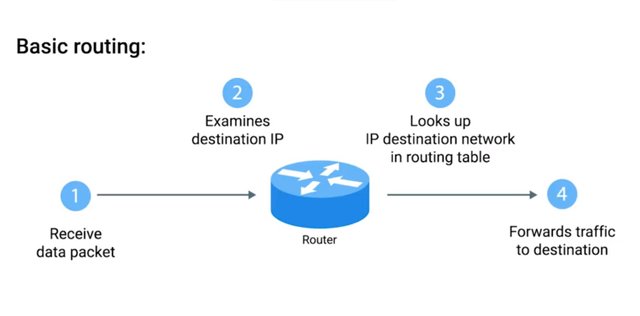 Basic routing:
1
Receive
data packet
2
Examines
destination IP
Router
3
Looks up
IP destination network
in routing table
4
Forwards traffic
to destination